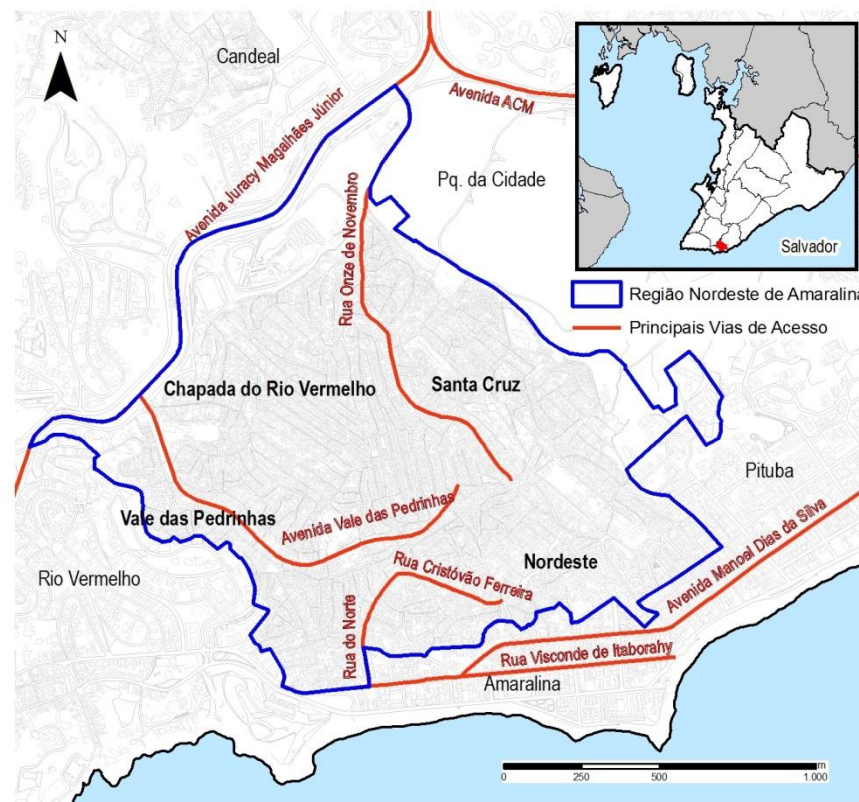 N
Candeal
Avenida ACM
Avenida Juracy Magalhães Júnior
Pq. da Cidade
Salvador
Região Nordeste de Amaralina
Principais Vias de Acesso
Rua Onze de Novembro
Chapada do Rio Vermelho
Santa Cruz
Pituba
Vale das Pedrinhas
Avenida Vale das Pedrinhas
Avenida Manoel Dias da Silva
Rio Vermelho
Nordeste
Rua Cristóvão Ferreira
Rua do Norte
Rua Visconde de Itaborahy
Amaralina
m
0 250 500 1.000